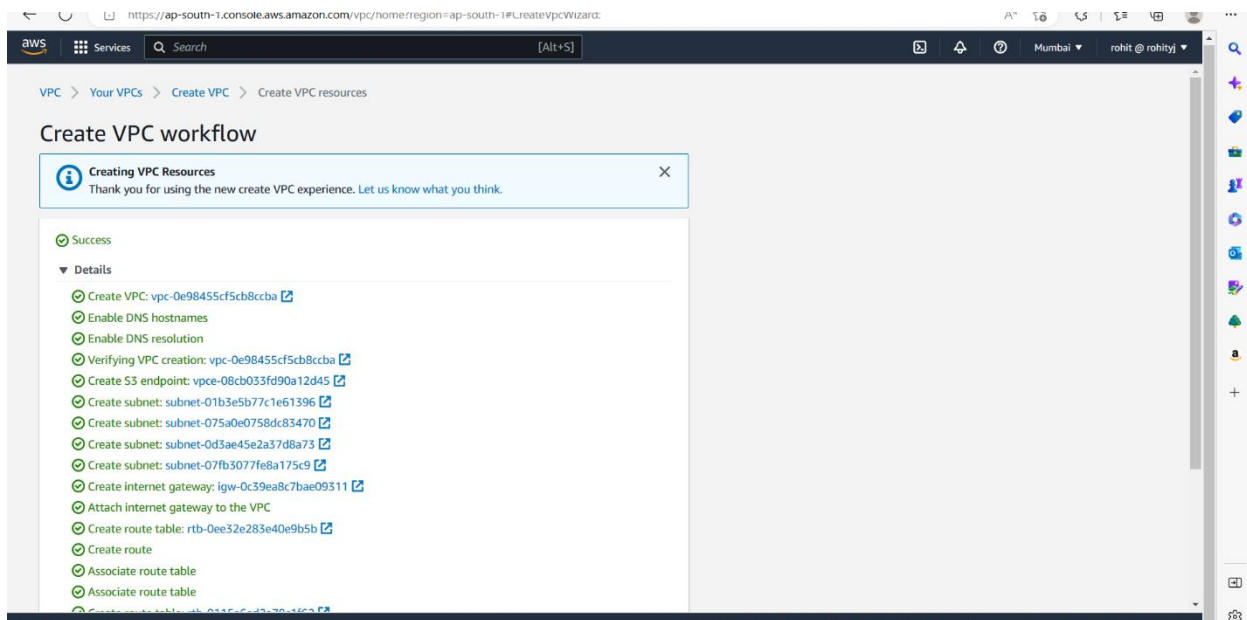 https://ap-south-1.console.aws.amazon.com/vpc/home?region=ap-south-1#CreateVpcWizard:
aws Services Search [Alt+S] Mumbai rohit @ rohityj
VPC > Your VPCs > Create VPC > Create VPC resources
Create VPC workflow
Creating VPC Resources
Thank you for using the new create VPC experience. Let us know what you think.
Success
Details
Create VPC: vpc-0e98455cf5cb8ccba
Enable DNS hostnames
Enable DNS resolution
Verifying VPC creation: vpc-0e98455cf5cb8ccba
Create S3 endpoint: vpce-08cb033fd90a12d45
Create subnet: subnet-01b3e5b77c1e61396
Create subnet: subnet-075a0e0758dc83470
Create subnet: subnet-0d3ae45e2a37d8a73
Create subnet: subnet-07fb3077fe8a175c9
Create internet gateway: igw-0c39ea8c7bae09311
Attach internet gateway to the VPC
Create route table: rtb-0ee32e283e40e9b5b
Create route
Associate route table
Associate route table
Create route table: